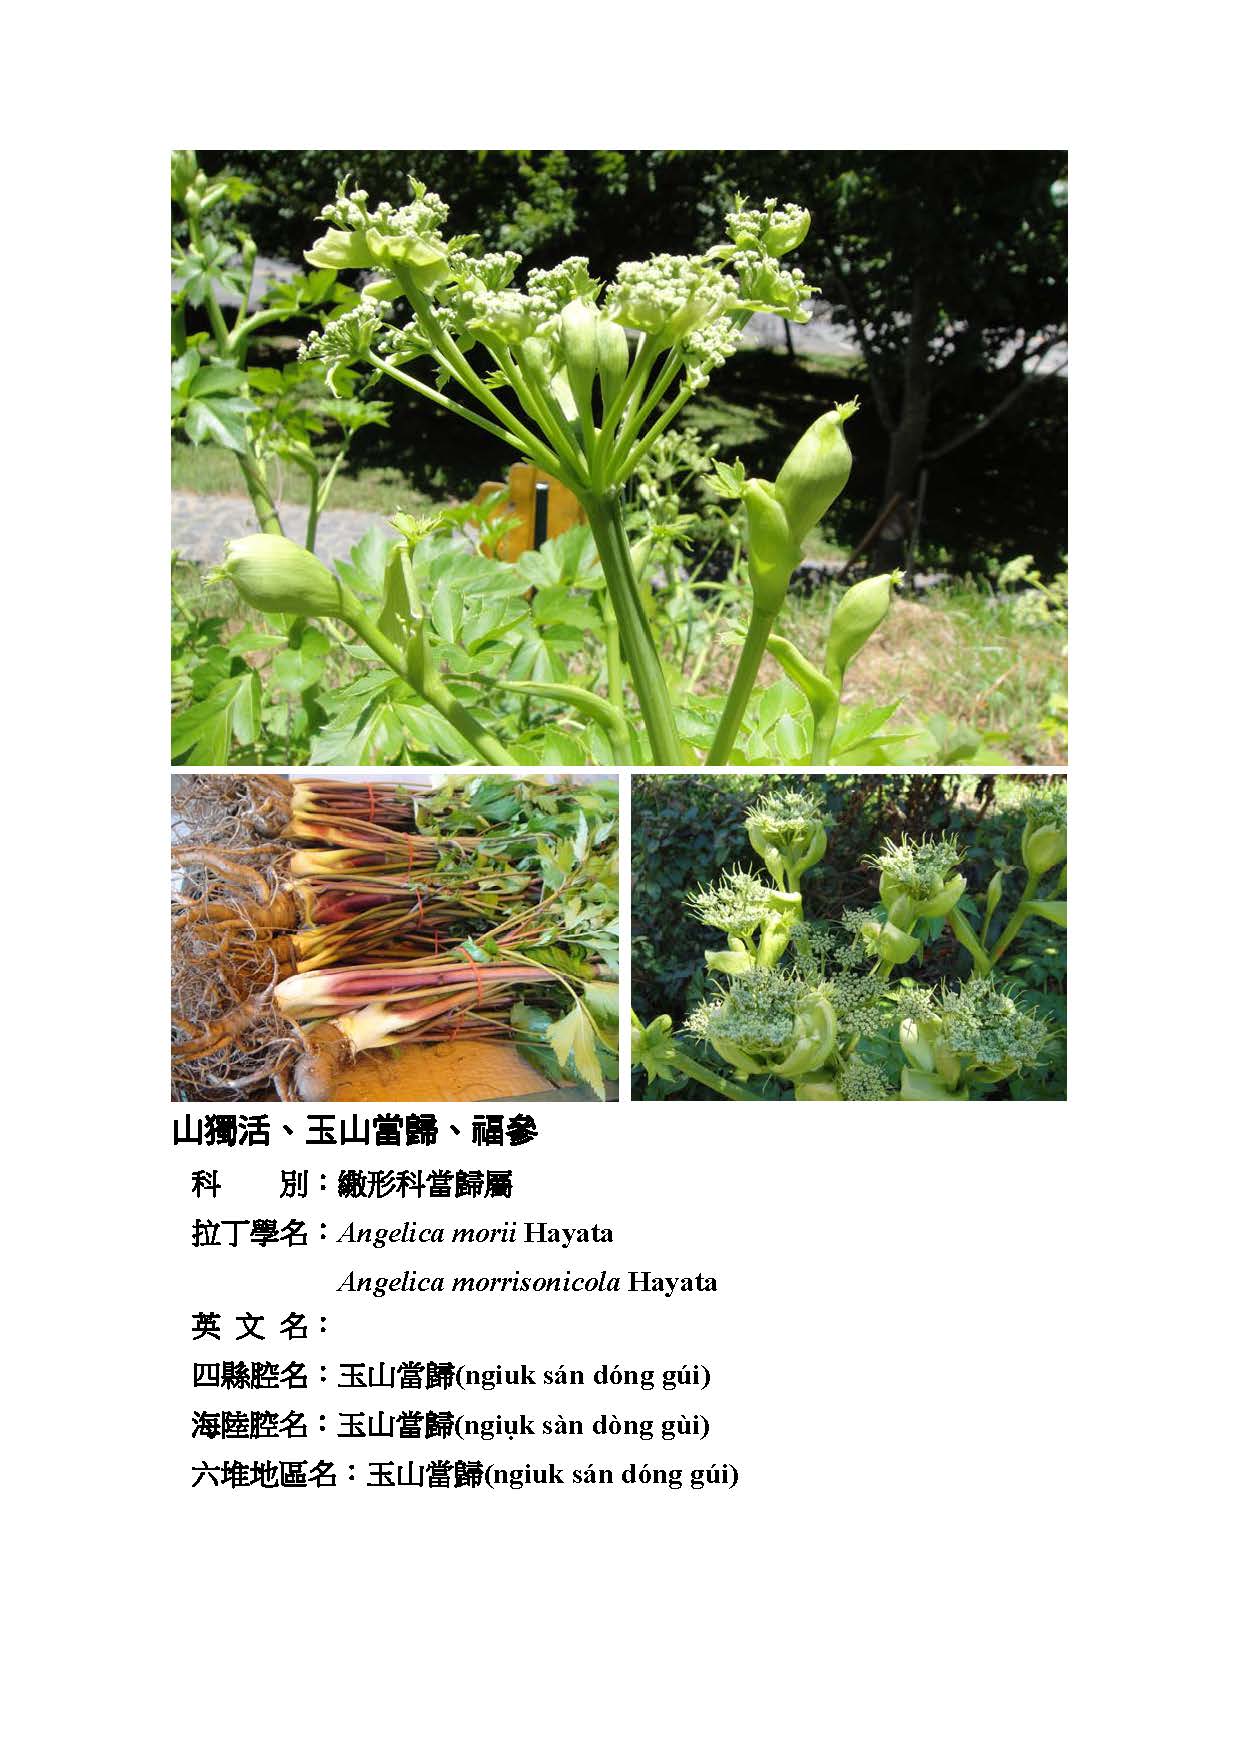 山獨活、玉山當歸、福參
科　　別：繖形科當歸屬
拉丁學名：Angelica morii Hayata
Angelica morrisonicola Hayata
英 文 名：
四縣腔名：玉山當歸(ngiuk sán dóng gúi)
海陸腔名：玉山當歸(ngiụk sàn dòng gùi)
六堆地區名：玉山當歸(ngiuk sán dóng gúi)